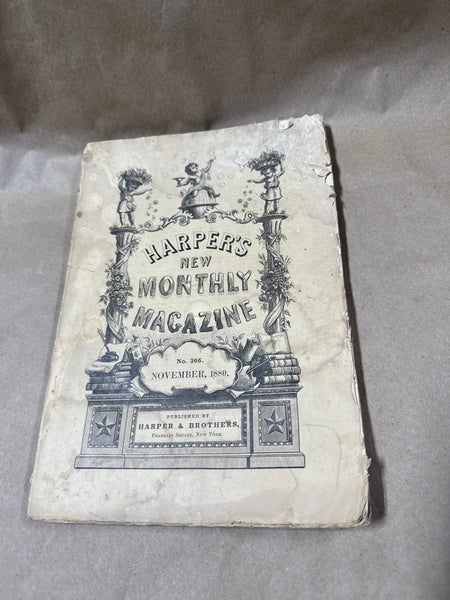 HARPER'S
NEW
MONTHLY
MAGAZINE
No. 366.
NOVEMBER, 1880.
PUBLISHED BY
HARPER & BROTHERS,
FRANKLIN SQUARE, NEW YORK.